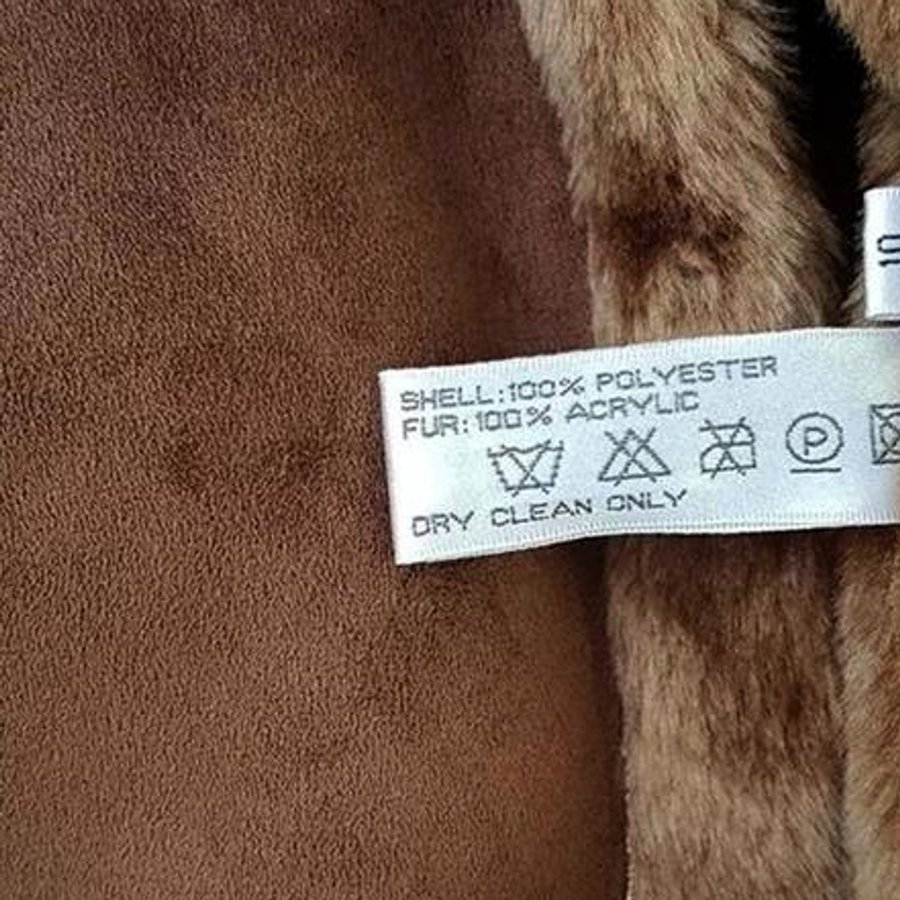 SHELL:100% POLYESTER
FUR:100% ACRYLIC
P
DRY CLEAN ONLY